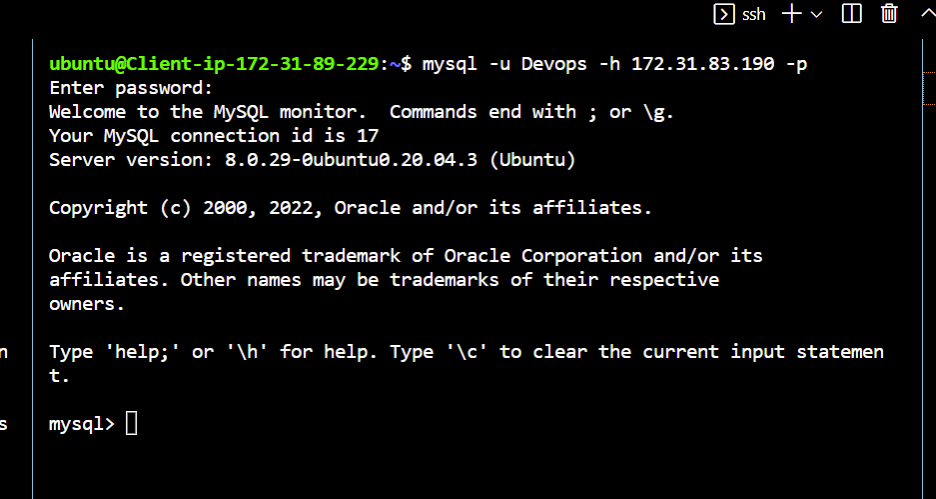 ssh
ubuntu@Client-ip-172-31-89-229:~$ mysql -u Devops -h 172.31.83.190 -p
Enter password:
Welcome to the MySQL monitor.  Commands end with ; or \g.
Your MySQL connection id is 17
Server version: 8.0.29-0ubuntu0.20.04.3 (Ubuntu)
Copyright (c) 2000, 2022, Oracle and/or its affiliates.
Oracle is a registered trademark of Oracle Corporation and/or its
affiliates. Other names may be trademarks of their respective
owners.
n
Type 'help;' or '\h' for help. Type '\c' to clear the current input statemen
t.
s
mysql>